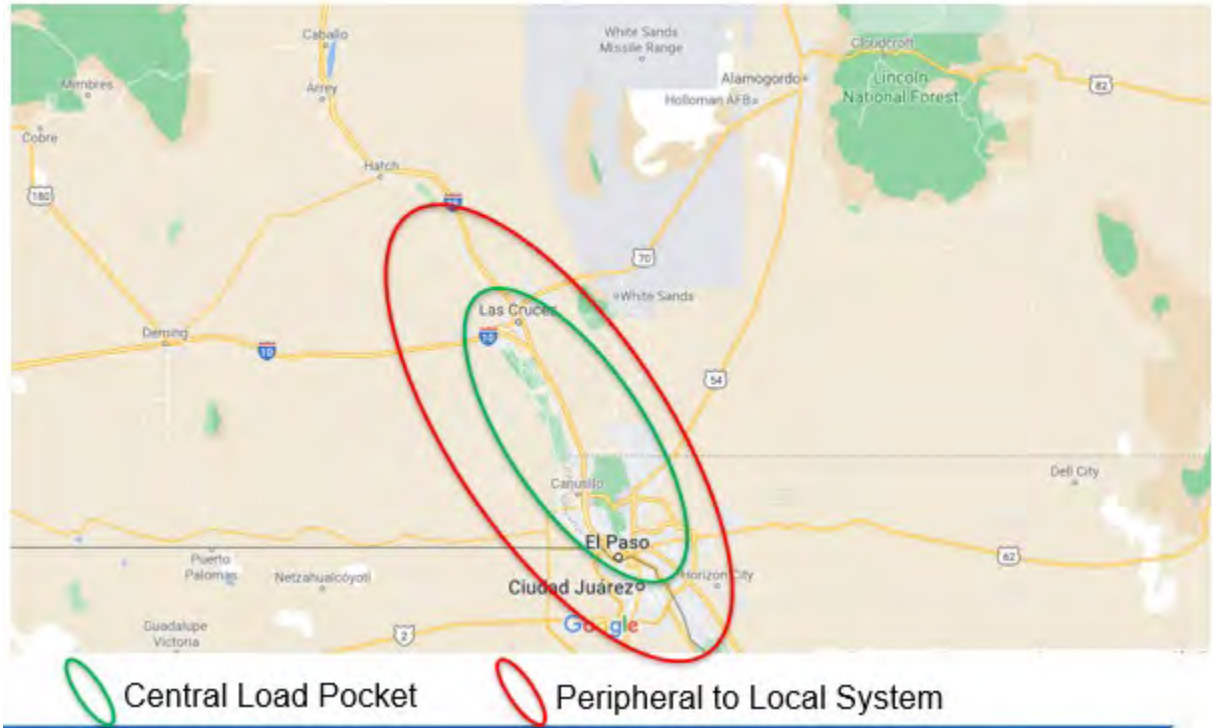 Caballo
White Sands
Missile Range
Cloudcroft
Mimbres
Arrey
Alamogordo
Lincoln
National Forest
82
Holloman AFB
Cobre
Hatch
180
25
70
White Sands
Las Cruces
Deming
10
10
54
Canutillo
Dell City
El Paso
62
Puerto
Palomas
Netzahualcóyotl
Horizon City
Ciudad Juárez
Guadalupe
Victoria
2
Google
Central Load Pocket
Peripheral to Local System